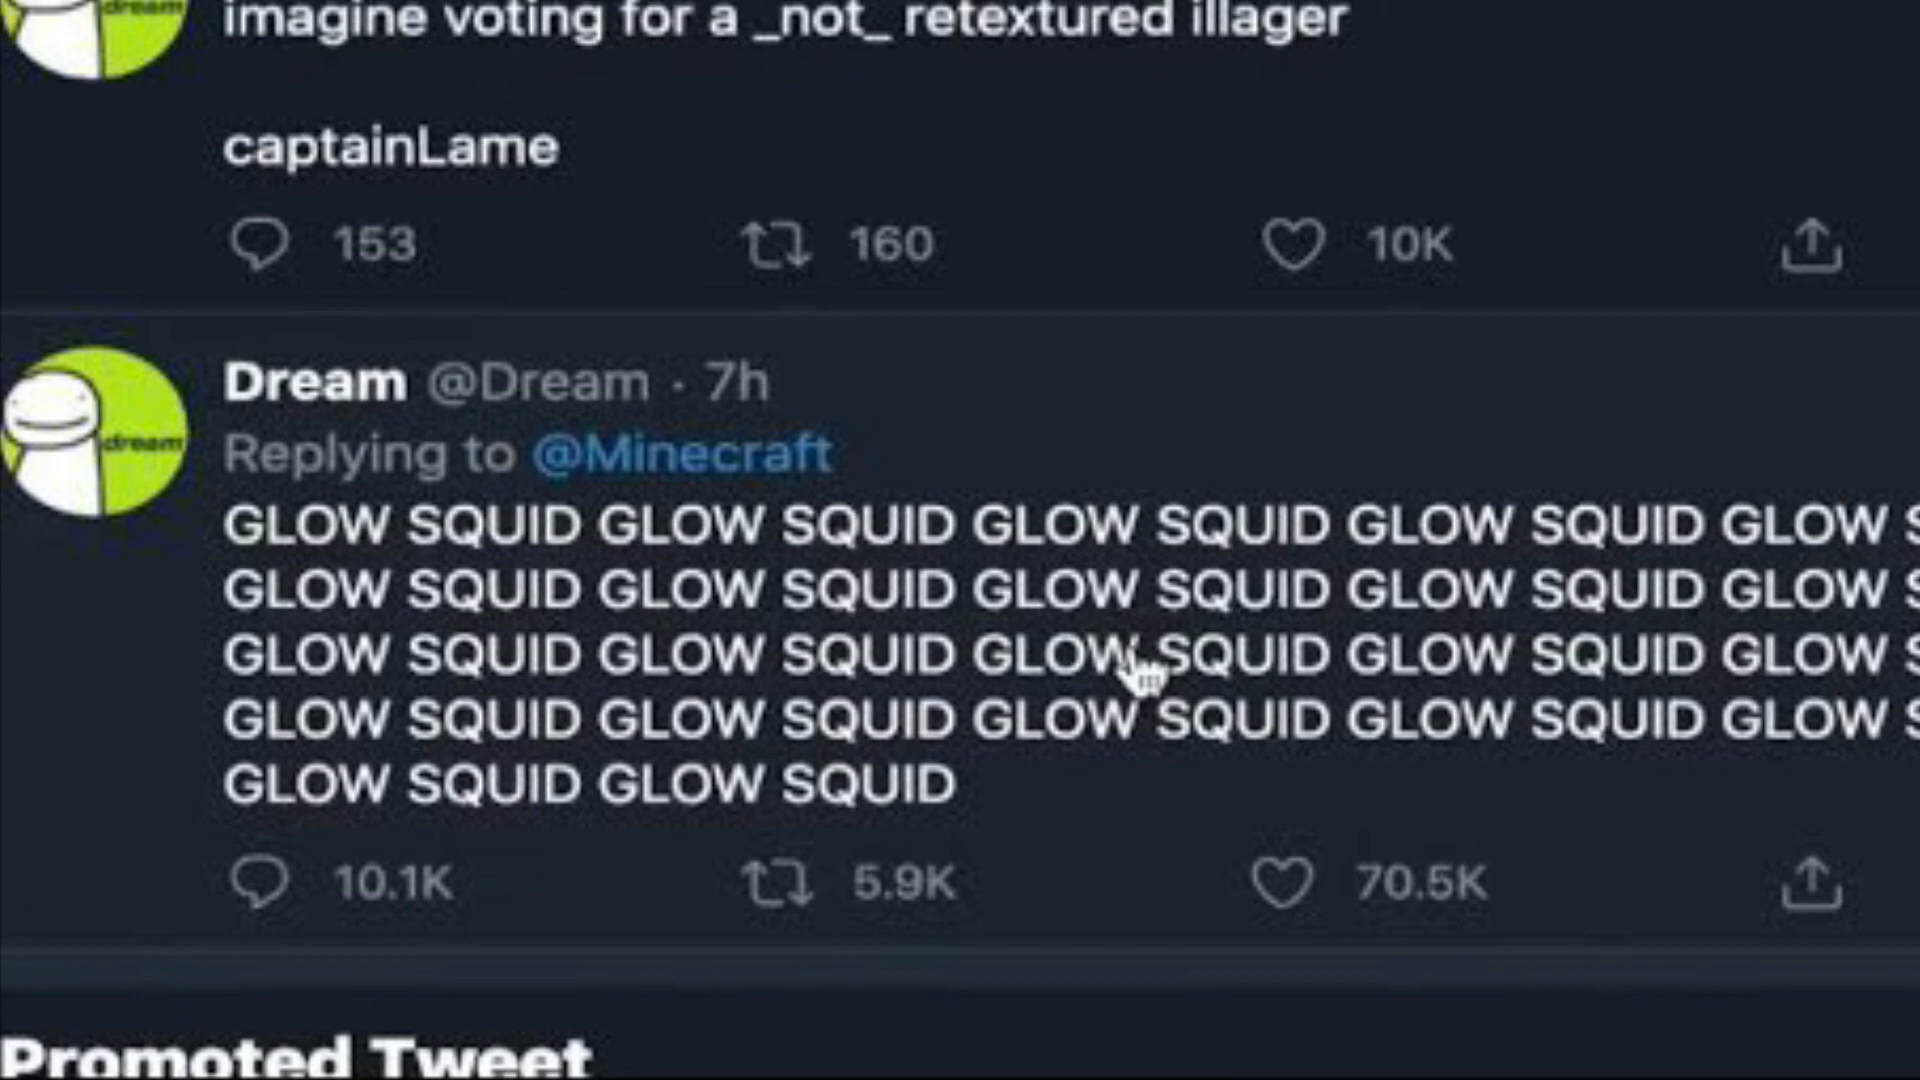 dream
imagine voting for a _not_ retextured illager
captainLame
153 160 10K
Dream @Dream · 7h
dream
Replying to @Minecraft
GLOW SQUID GLOW SQUID GLOW SQUID GLOW SQUID GLOW S
GLOW SQUID GLOW SQUID GLOW SQUID GLOW SQUID GLOW S
GLOW SQUID GLOW SQUID GLOW SQUID GLOW SQUID GLOW S
GLOW SQUID GLOW SQUID GLOW SQUID GLOW SQUID GLOW S
GLOW SQUID GLOW SQUID
10.1K 5.9K 70.5K
Promoted Tweet